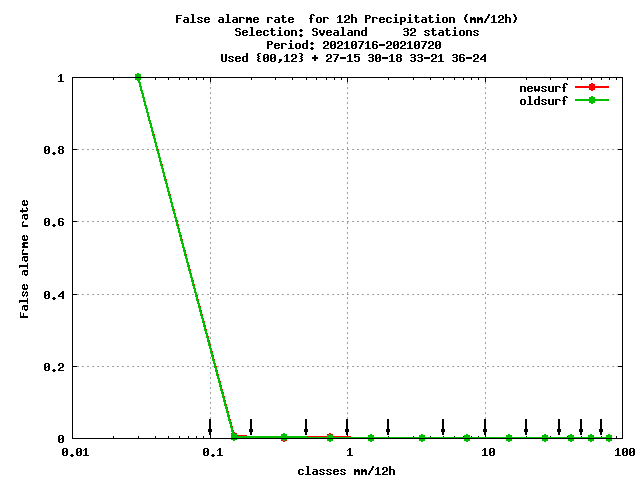 False alarme rate  for 12h Precipitation (mm/12h)
Selection: Svealand     32 stations
Period: 20210716-20210720
Used {00,12} + 27-15 30-18 33-21 36-24
newsurf
oldsurf
False alarme rate
1
0.8
0.6
0.4
0.2
0
0.01
0.1
1
10
100
classes mm/12h